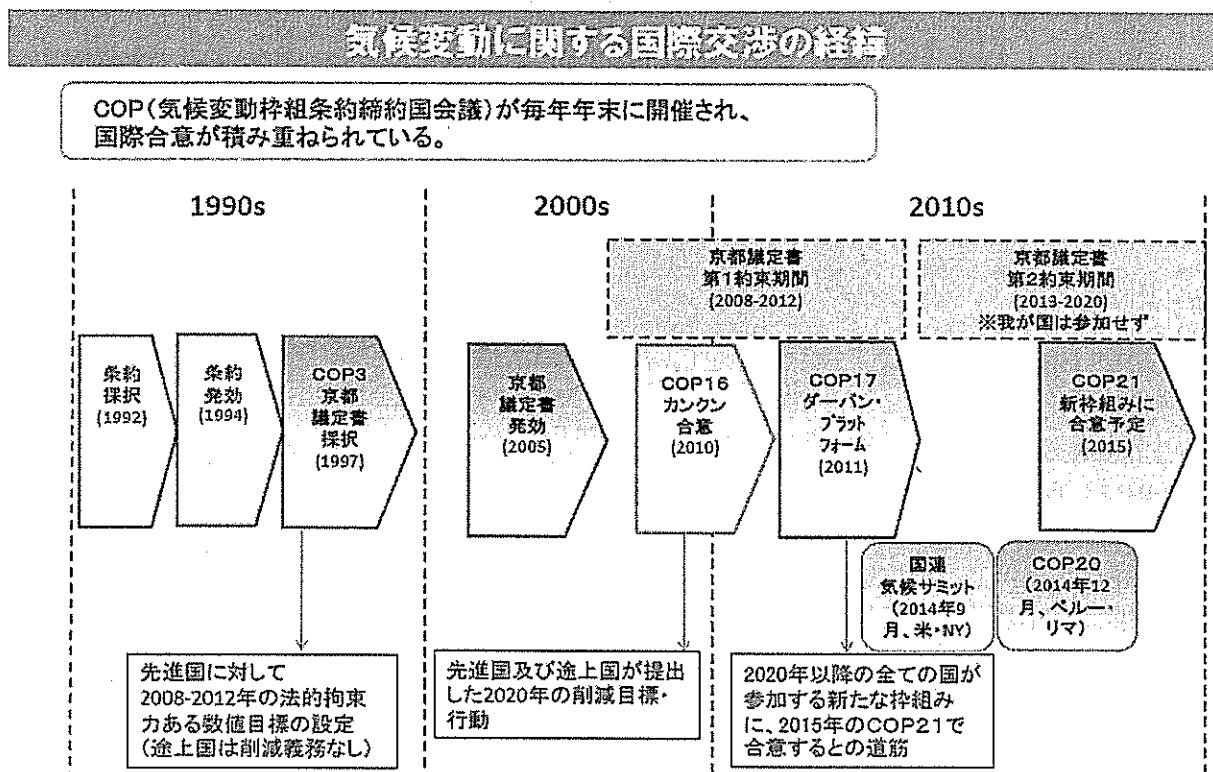 気候変動に関する国際交渉の経緯
COP(気候変動枠組条約締約国会議)が毎年年末に開催され、
国際合意が積み重ねられている。
1990s
2000s
2010s
京都議定書
第1約束期間
(2008-2012)
京都議定書
第2約束期間
(2013-2020)
※我が国は参加せず
条約
採択
(1992)
条約
発効
(1994)
COP3
京都
議定書
採択
(1997)
京都
議定書
発効
(2005)
COP16
カンクン
合意
(2010)
COP17
ダーバン・
プラット
フォーム
(2011)
COP21
新枠組みに
合意予定
(2015)
国連
気候サミット
(2014年9
月、米・NY)
COP20
(2014年12
月、ペルー・
リマ)
先進国に対して
2008-2012年の法的拘束
力ある数値目標の設定
(途上国は削減義務なし)
先進国及び途上国が提出
した2020年の削減目標・
行動
2020年以降の全ての国が
参加する新たな枠組み
に、2015年のCOP21で
合意するとの道筋